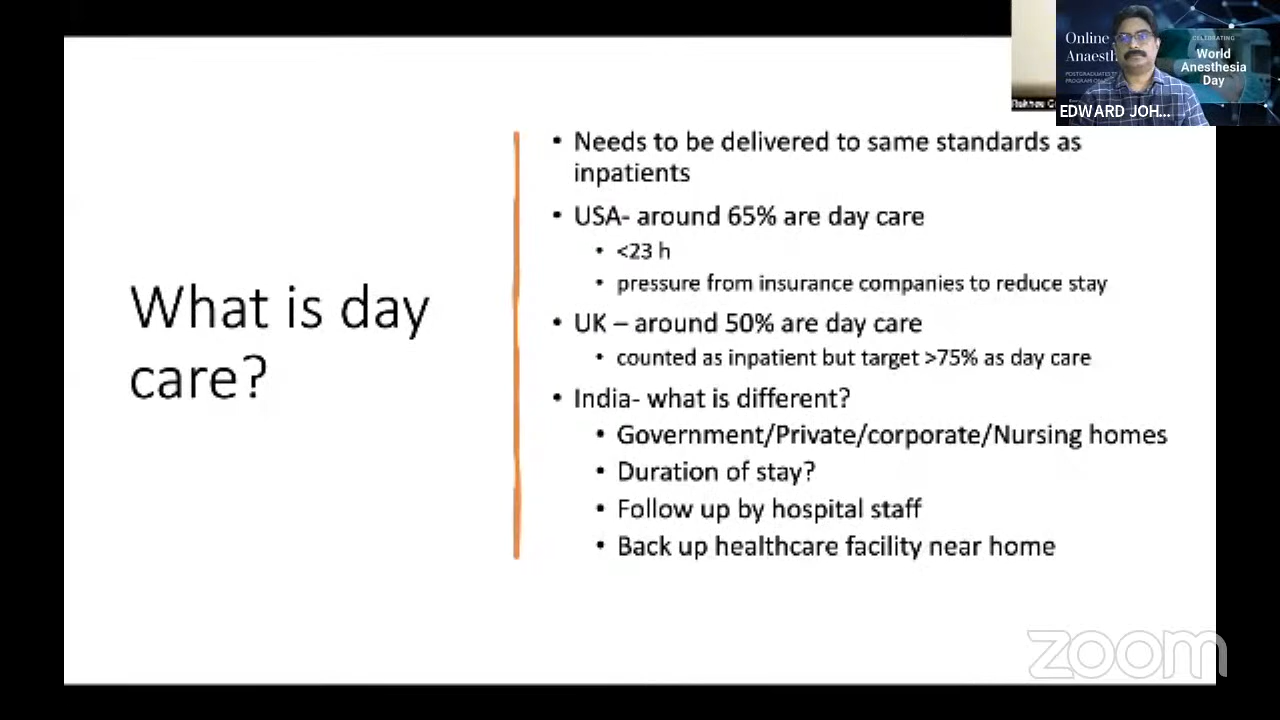 What is day
care?
• Needs to be delivered to same standards as
inpatients
• USA- around 65% are day care
• <23 h
• pressure from insurance companies to reduce stay
• UK – around 50% are day care
• counted as inpatient but target >75% as day care
• India- what is different?
• Government/Private/corporate/Nursing homes
• Duration of stay?
• Follow up by hospital staff
• Back up healthcare facility near home
Online
Anaesth
CELEBRATING
World
Anesthesia
Day
EDWARD JOH...
zoom